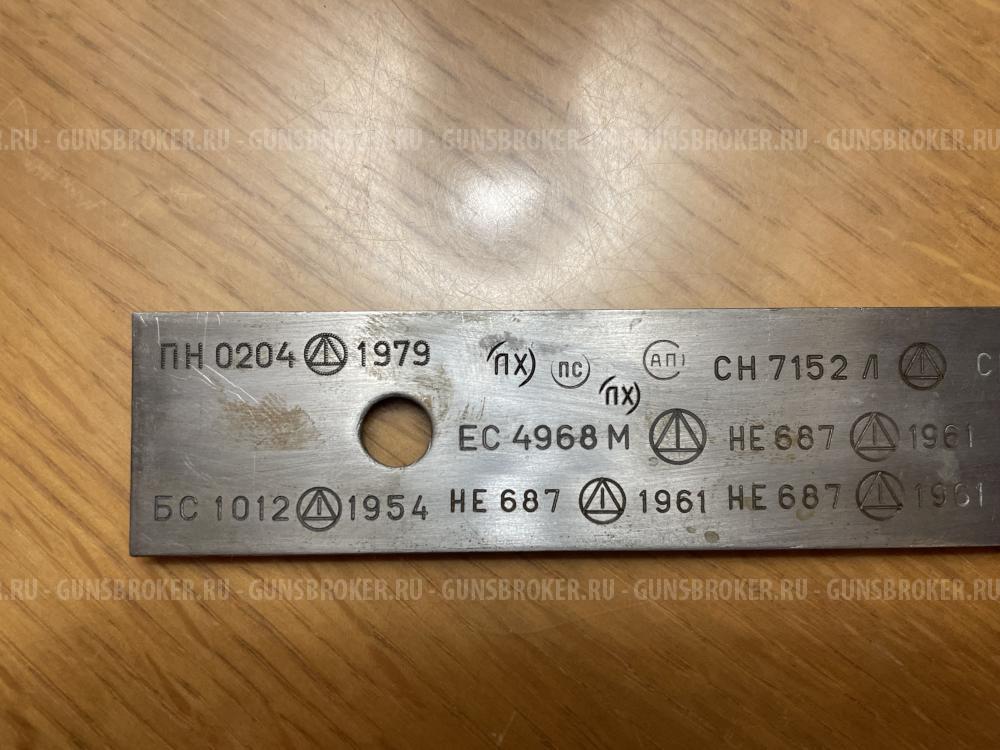 .RU - GUNSBROKER.RU - GUNSBROKER.RU - GUNSBROKER.RU - GUNSBROKER.RU - GUNSBROKER.RU
ПН 0204 1979 ПХ ПС АП СН 7152 Л С
ПХ
ЕС 4968 М НЕ 687 1961
БС 1012 1954 НЕ 687 1961 НЕ 687 1961
.RU - GUNSBROKER.RU - GUNSBROKER.RU - GUNSBROKER.RU - GUNSBROKER.RU - GUNSBROKER.RU